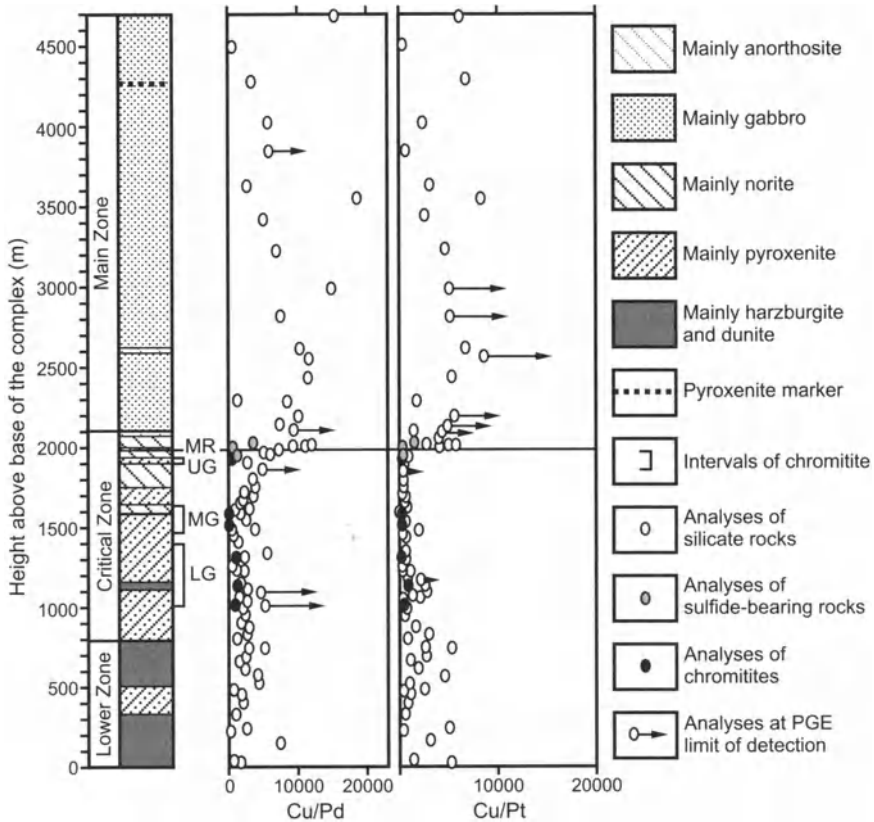 Height above base of the complex (m)
4500
4000
3500
3000
2500
2000
1500
1000
500
0
Main Zone
Critical Zone
Lower Zone
MR
UG
MG
LG
0
10000
20000
Cu/Pd
0
10000
20000
Cu/Pt
Mainly anorthosite
Mainly gabbro
Mainly norite
Mainly pyroxenite
Mainly harzburgite
and dunite
Pyroxenite marker
Intervals of chromitite
Analyses of
silicate rocks
Analyses of
sulfide-bearing rocks
Analyses of
chromitites
Analyses at PGE
limit of detection